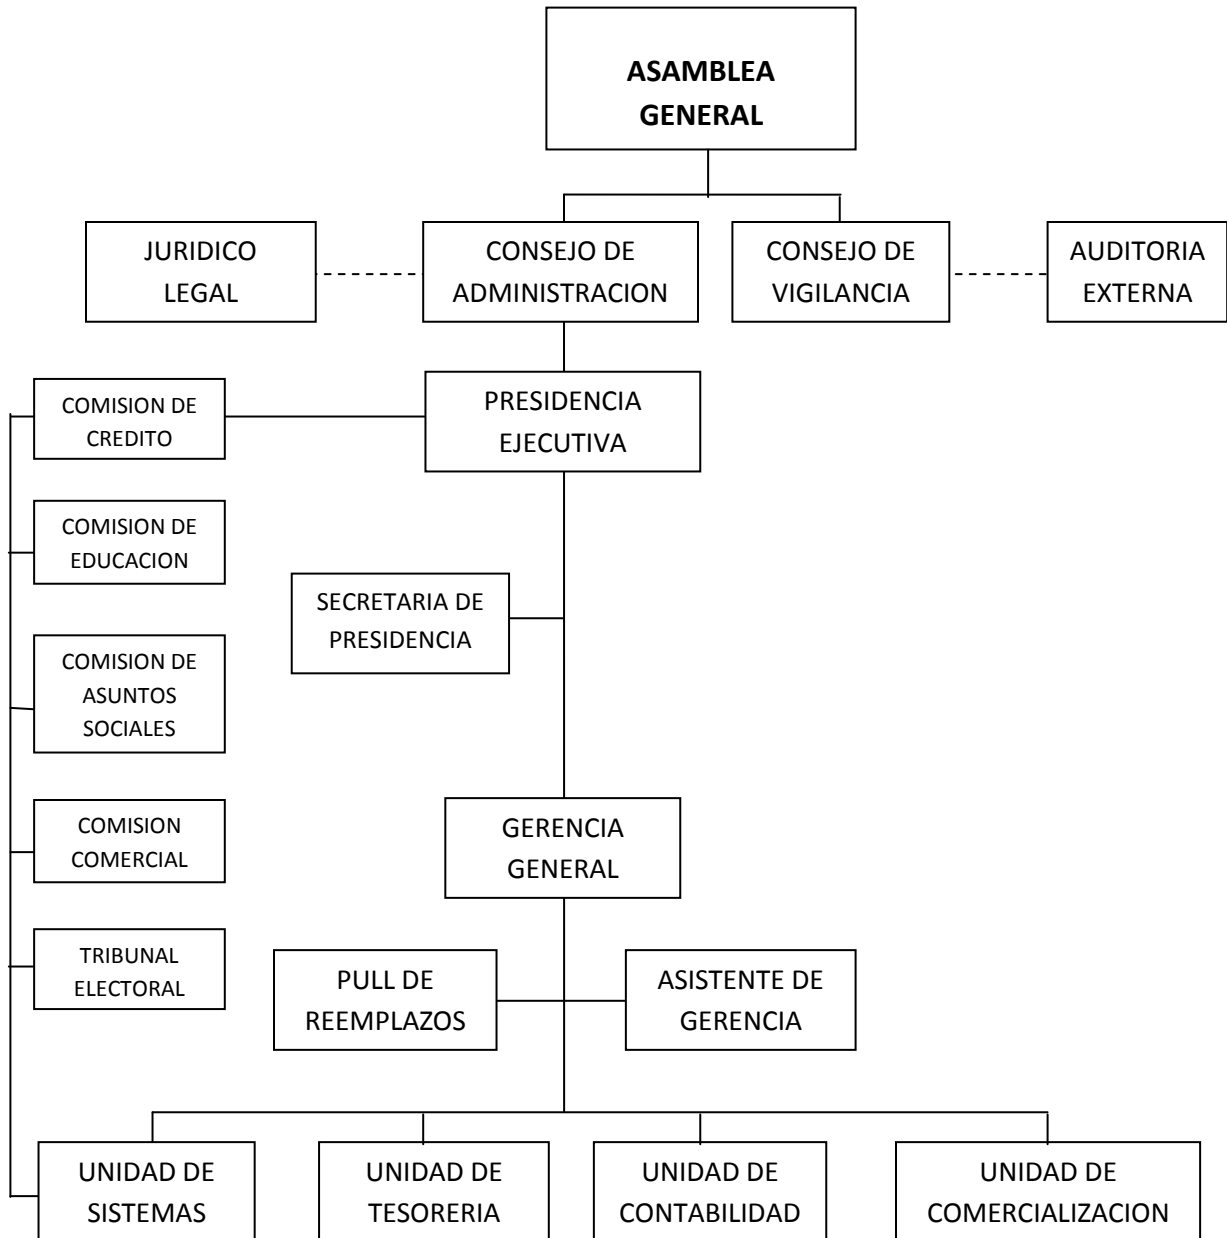 ASAMBLEA
GENERAL
JURIDICO
LEGAL
CONSEJO DE
ADMINISTRACION
CONSEJO DE
VIGILANCIA
AUDITORIA
EXTERNA
COMISION DE
CREDITO
PRESIDENCIA
EJECUTIVA
COMISION DE
EDUCACION
SECRETARIA DE
PRESIDENCIA
COMISION DE
ASUNTOS
SOCIALES
COMISION
COMERCIAL
GERENCIA
GENERAL
TRIBUNAL
ELECTORAL
PULL DE
REEMPLAZOS
ASISTENTE DE
GERENCIA
UNIDAD DE
SISTEMAS
UNIDAD DE
TESORERIA
UNIDAD DE
CONTABILIDAD
UNIDAD DE
COMERCIALIZACION